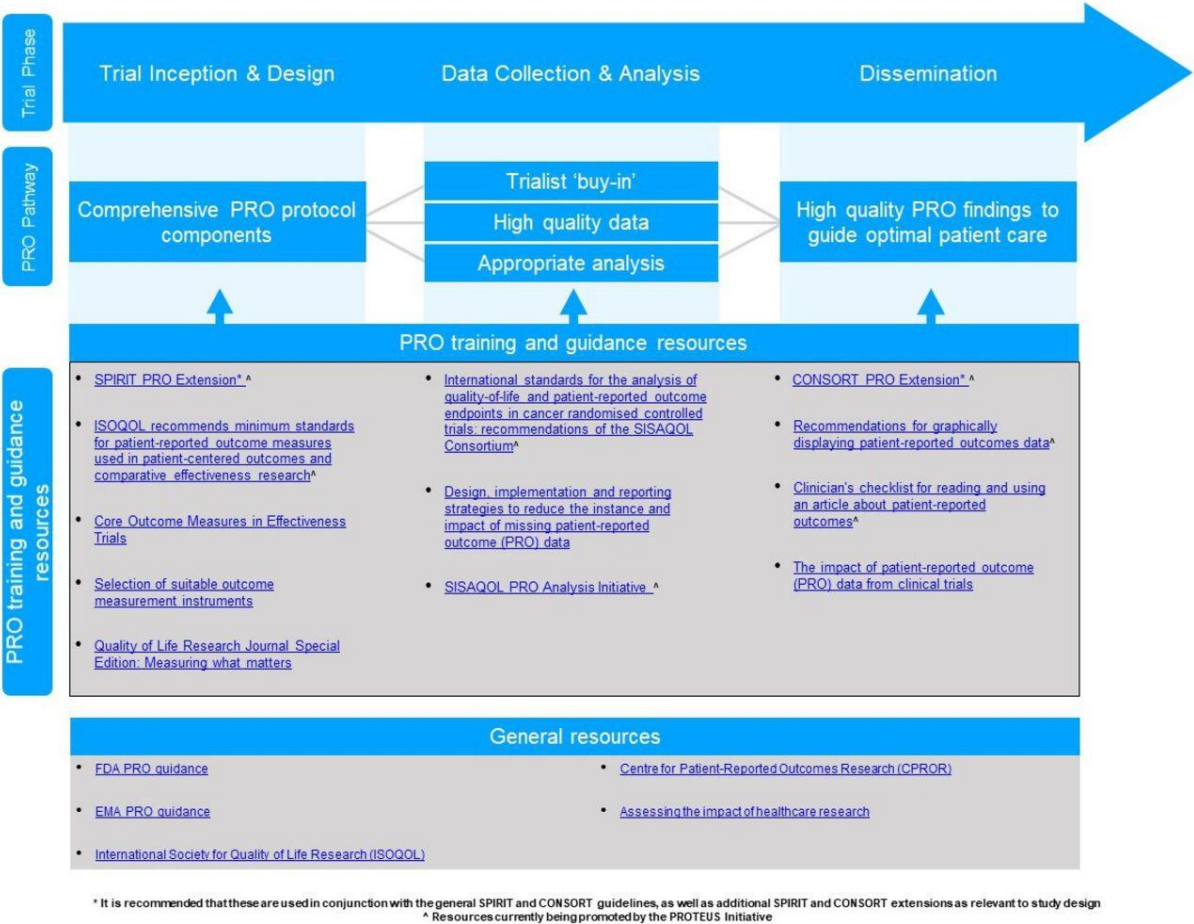 Trial Phase
Trial Inception & Design
Data Collection & Analysis
Dissemination
PRO Pathway
Comprehensive PRO protocol
components
Trialist ‘buy-in’
High quality data
Appropriate analysis
High quality PRO findings to
guide optimal patient care
PRO training and guidance resources
PRO training and guidance
resources
• SPIRIT PRO Extension* ^
• ISOQOL recommends minimum standards
for patient-reported outcome measures
used in patient-centered outcomes and
comparative effectiveness research^
• Core Outcome Measures in Effectiveness
Trials
• Selection of suitable outcome
measurement instruments
• Quality of Life Research Journal Special
Edition: Measuring what matters
• International standards for the analysis of
quality-of-life and patient-reported outcome
endpoints in cancer randomised controlled
trials: recommendations of the SISAQOL
Consortium^
• Design, implementation and reporting
strategies to reduce the instance and
impact of missing patient-reported
outcome (PRO) data
• SISAQOL PRO Analysis Initiative ^
• CONSORT PRO Extension* ^
• Recommendations for graphically
displaying patient-reported outcomes data^
• Clinician's checklist for reading and using
an article about patient-reported
outcomes^
• The impact of patient-reported outcome
(PRO) data from clinical trials
General resources
• FDA PRO guidance
• EMA PRO guidance
• International Society for Quality of Life Research (ISOQOL)
• Centre for Patient-Reported Outcomes Research (CPROR)
• Assessing the impact of healthcare research
* It is recommended that these are used in conjunction with the general SPIRIT and CONSORT guidelines, as well as additional SPIRIT and CONSORT extensions as relevant to study design
^ Resources currently being promoted by the PROTEUS Initiative